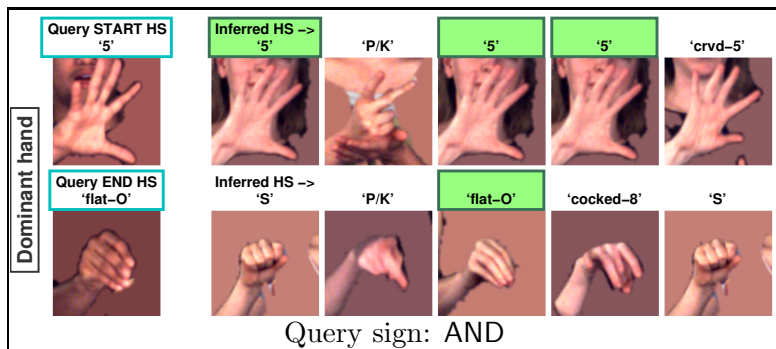 Query START HS
‘5’
Inferred HS −>
‘5’
‘P/K’
‘5’
‘5’
‘crvd−5’
Dominant hand
Query END HS
‘flat−O’
Inferred HS −>
‘S’
‘P/K’
‘flat−O’
‘cocked−8’
‘S’
Query sign: AND